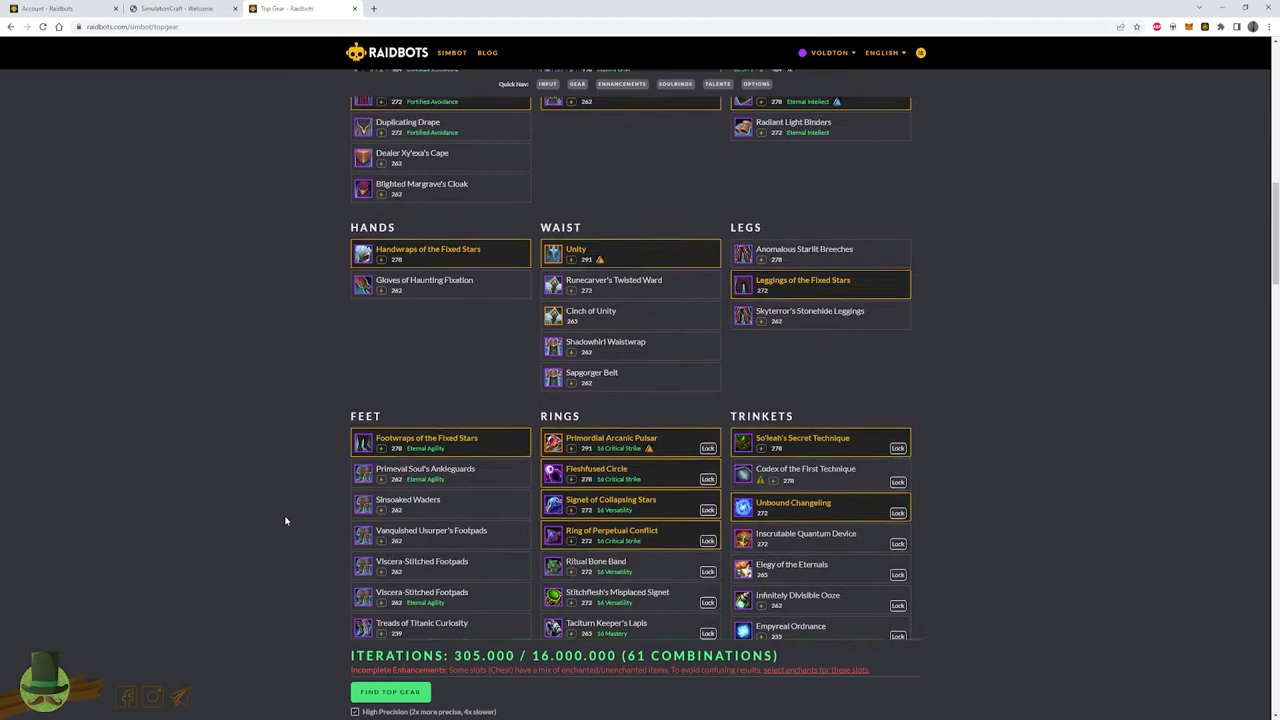 Account - Raidbots
SimulationCraft - Welcome
Top Gear - Raidbots
raidbots.com/simbot/topgear
RAIDBOTS
SIMBOT
BLOG
VOLDTON
ENGLISH
Quick Nav:
INPUT
GEAR
ENHANCEMENTS
SOULBINDS
TALENTS
OPTIONS
272 Fortified Avoidance
262
278 Eternal Intellect
Duplicating Drape
272 Fortified Avoidance
Radiant Light Binders
272 Eternal Intellect
Dealer Xy'exa's Cape
262
Blighted Margrave's Cloak
262
HANDS
WAIST
LEGS
Handwraps of the Fixed Stars
278
Unity
291
Anomalous Starlit Breeches
278
Gloves of Haunting Fixation
262
Runecarver's Twisted Ward
272
Leggings of the Fixed Stars
272
Cinch of Unity
265
Skyterror's Stonehide Leggings
262
Shadowhirl Waistwrap
262
Sapgorger Belt
262
FEET
RINGS
TRINKETS
Footwraps of the Fixed Stars
278 Eternal Agility
Primordial Arcanic Pulsar
291 16 Critical Strike
Lock
So'leah's Secret Technique
278
Lock
Primeval Soul's Ankleguards
262 Eternal Agility
Fleshfused Circle
278 16 Critical Strike
Lock
Codex of the First Technique
278
Lock
Sinsoaked Waders
262
Signet of Collapsing Stars
272 16 Versatility
Lock
Unbound Changeling
272
Lock
Vanquished Usurper's Footpads
262
Ring of Perpetual Conflict
272 16 Critical Strike
Lock
Inscrutable Quantum Device
272
Lock
Viscera-Stitched Footpads
262
Ritual Bone Band
272 16 Versatility
Lock
Elegy of the Eternals
265
Lock
Viscera-Stitched Footpads
262 Eternal Agility
Stitchflesh's Misplaced Signet
272 16 Versatility
Lock
Infinitely Divisible Ooze
262
Lock
Treads of Titanic Curiosity
259
Taciturn Keeper's Lapis
265 16 Mastery
Lock
Empyreal Ordnance
255
Lock
ITERATIONS: 305.000 / 16.000.000 (61 COMBINATIONS)
Incomplete Enhancements: Some slots (Chest) have a mix of enchanted/unenchanted items. To avoid confusing results, select enchants for these slots.
FIND TOP GEAR
High Precision (2x more precise, 4x slower)